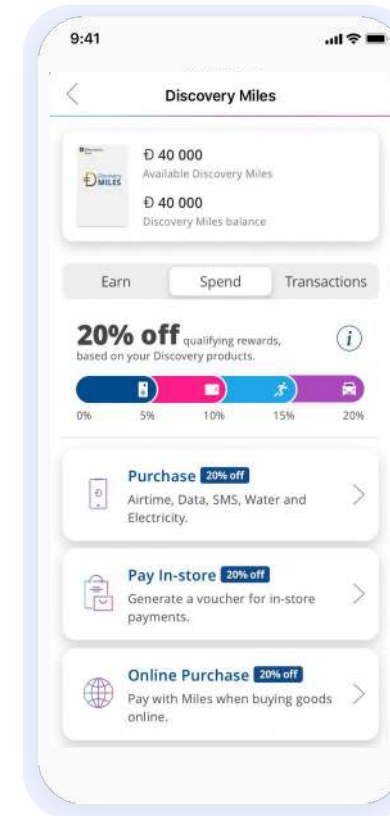 9:41
Discovery Miles
Discovery
MILES
Đ 40 000
Available Discovery Miles
Đ 40 000
Discovery Miles balance
Earn Spend Transactions
20% off qualifying rewards,
based on your Discovery products.
0% 5% 10% 15% 20%
Purchase 20% off
Airtime, Data, SMS, Water and
Electricity.
Pay In-store 20% off
Generate a voucher for in-store
payments.
Online Purchase 20% off
Pay with Miles when buying goods
online.